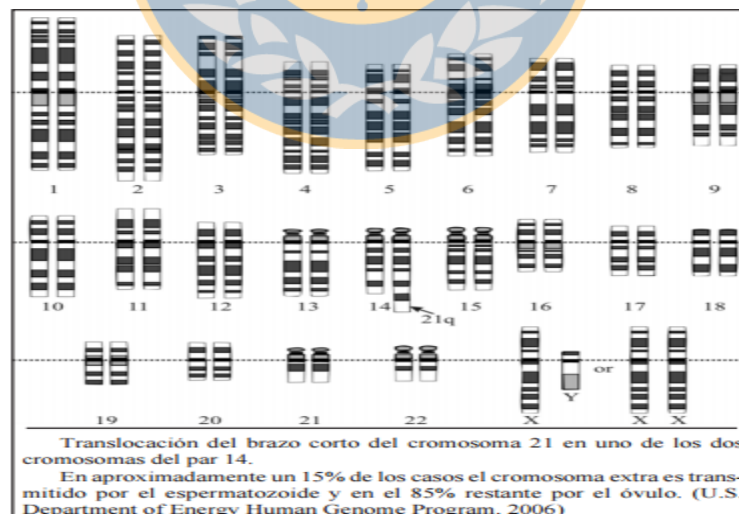 1 2 3 4 5 6 7 8 9
10 11 12 13 14 15 16 17 18
21q
19 20 21 22 X Y or X X
Translocación del brazo corto del cromosoma 21 en uno de los dos
cromosomas del par 14.
En aproximadamente un 15% de los casos el cromosoma extra es trans-
mitido por el espermatozoide y en el 85% restante por el óvulo. (U.S.
Department of Energy Human Genome Program, 2006)